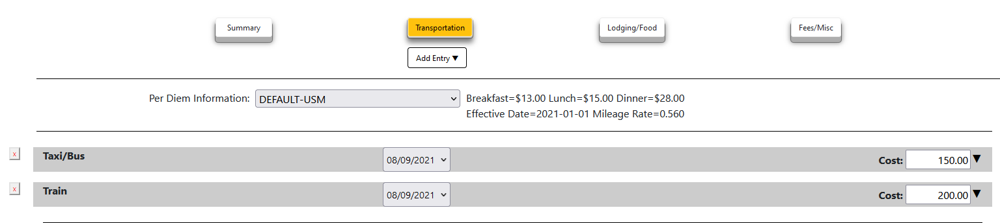 Summary Transportation Lodging/Food Fees/Misc
Add Entry ▼
Per Diem Information: DEFAULT-USM Breakfast=$13.00 Lunch=$15.00 Dinner=$28.00
Effective Date=2021-01-01 Mileage Rate=0.560
x Taxi/Bus 08/09/2021 Cost: 150.00 ▼
x Train 08/09/2021 Cost: 200.00 ▼